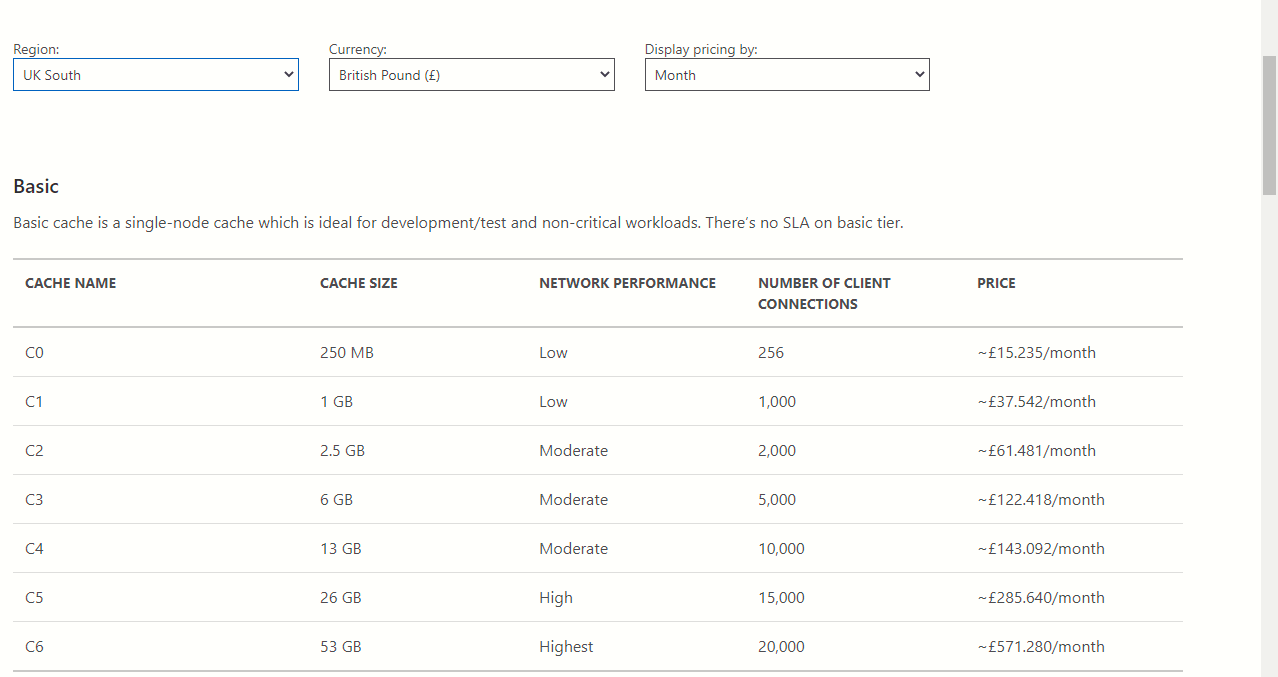 Region: Currency: Display pricing by:
UK South British Pound (£) Month
Basic
Basic cache is a single-node cache which is ideal for development/test and non-critical workloads. There’s no SLA on basic tier.
CACHE NAME CACHE SIZE NETWORK PERFORMANCE NUMBER OF CLIENT PRICE
CONNECTIONS
C0 250 MB Low 256 ~£15.235/month
C1 1 GB Low 1,000 ~£37.542/month
C2 2.5 GB Moderate 2,000 ~£61.481/month
C3 6 GB Moderate 5,000 ~£122.418/month
C4 13 GB Moderate 10,000 ~£143.092/month
C5 26 GB High 15,000 ~£285.640/month
C6 53 GB Highest 20,000 ~£571.280/month